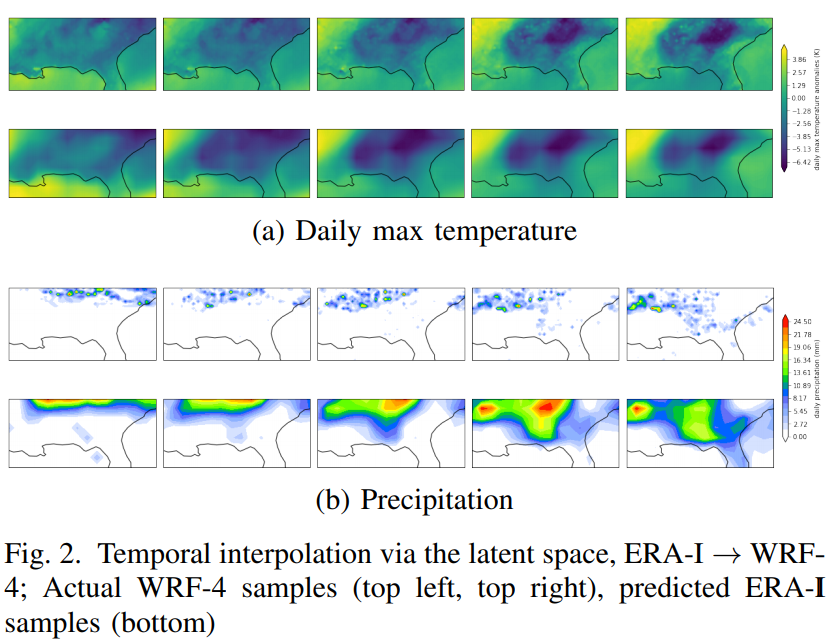 3.86
2.57
1.29
0.00
−1.28
−2.56
−3.85
−5.13
−6.42
daily max temperature anomalies (K)
(a) Daily max temperature
24.50
21.78
19.06
16.34
13.61
10.89
8.17
5.45
2.72
0.00
daily precipitation (mm)
(b) Precipitation
Fig. 2. Temporal interpolation via the latent space, ERA-I → WRF-
4; Actual WRF-4 samples (top left, top right), predicted ERA-I
samples (bottom)